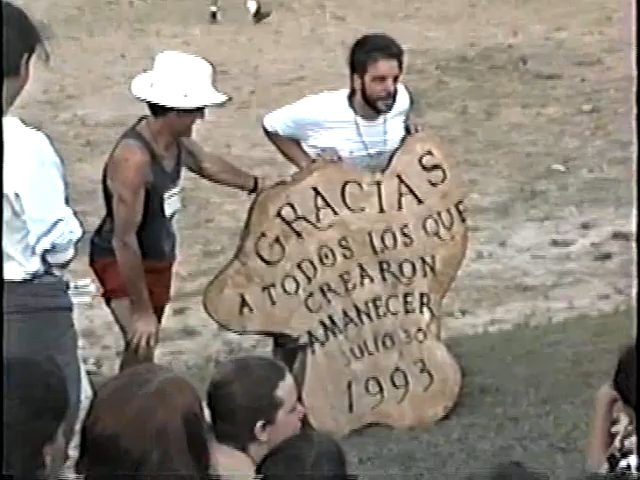 GRACIAS
A TODOS LOS QUE
CREARON
AMANECER
JULIO 30
1993